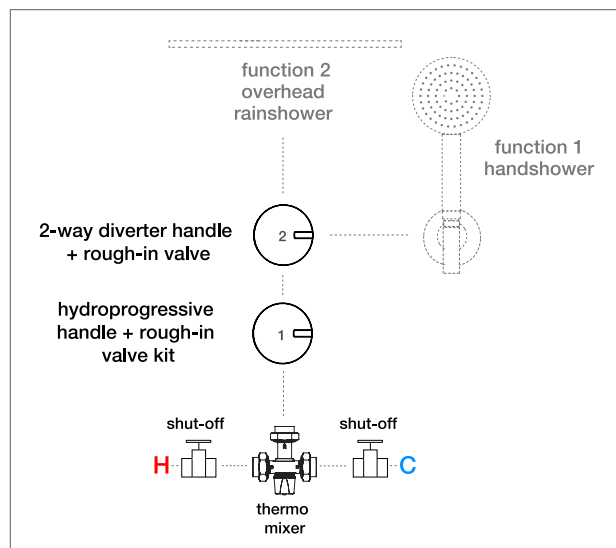 function 2
overhead
rainshower
function 1
handshower
2-way diverter handle
+ rough-in valve
2
hydroprogressive
handle + rough-in
valve kit
1
shut-off
shut-off
H
C
thermo
mixer